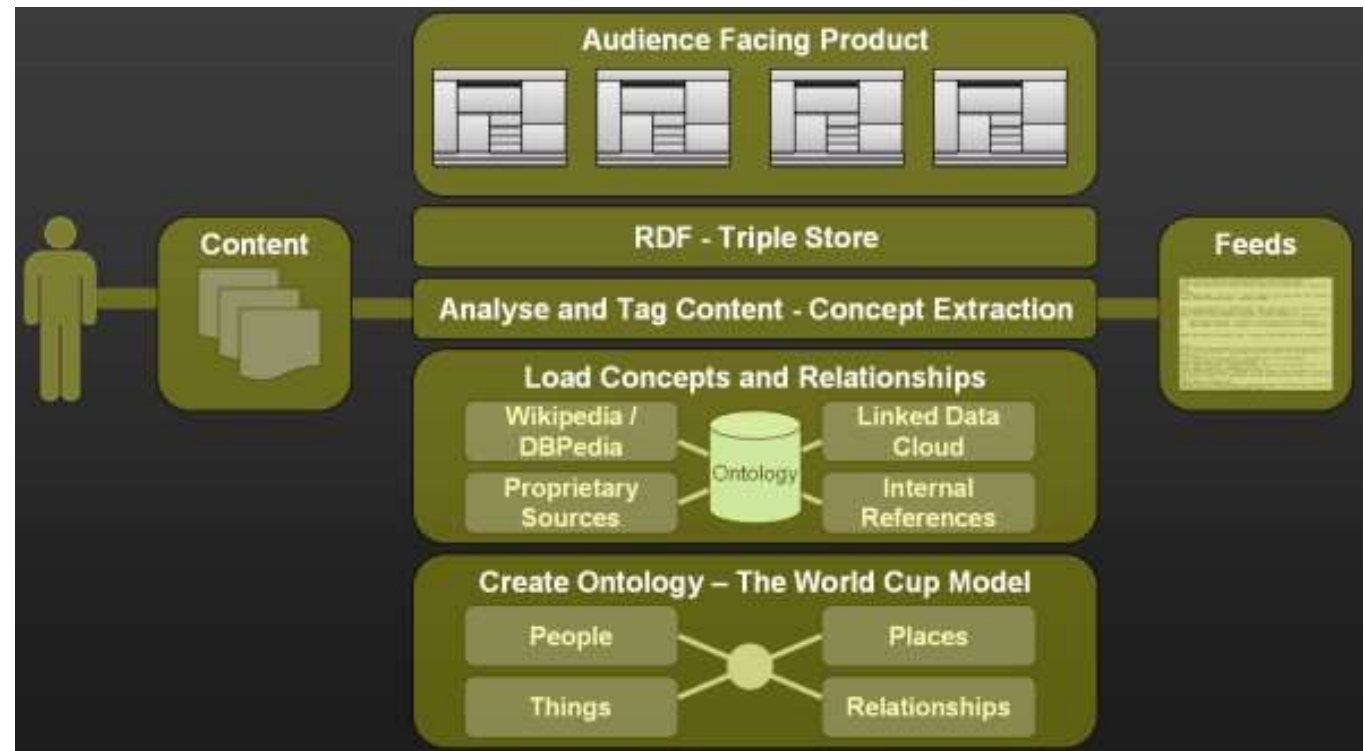 Audience Facing Product
RDF - Triple Store
Content
Feeds
Analyse and Tag Content - Concept Extraction
Load Concepts and Relationships
Wikipedia /
DBPedia
Linked Data
Cloud
Ontology
Proprietary
Sources
Internal
References
Create Ontology – The World Cup Model
People
Places
Things
Relationships